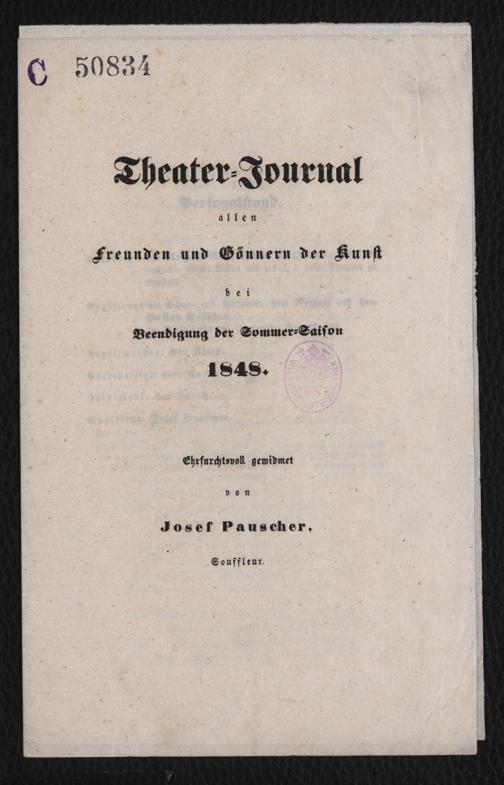 C 50834
Theater-Journal
allen
Freunden und Gönnern der Kunst
bei
Beendigung der Sommer-Saison
1848.
Ehrfurchtsvoll gewidmet
von
Josef Pauscher,
Souffleur.